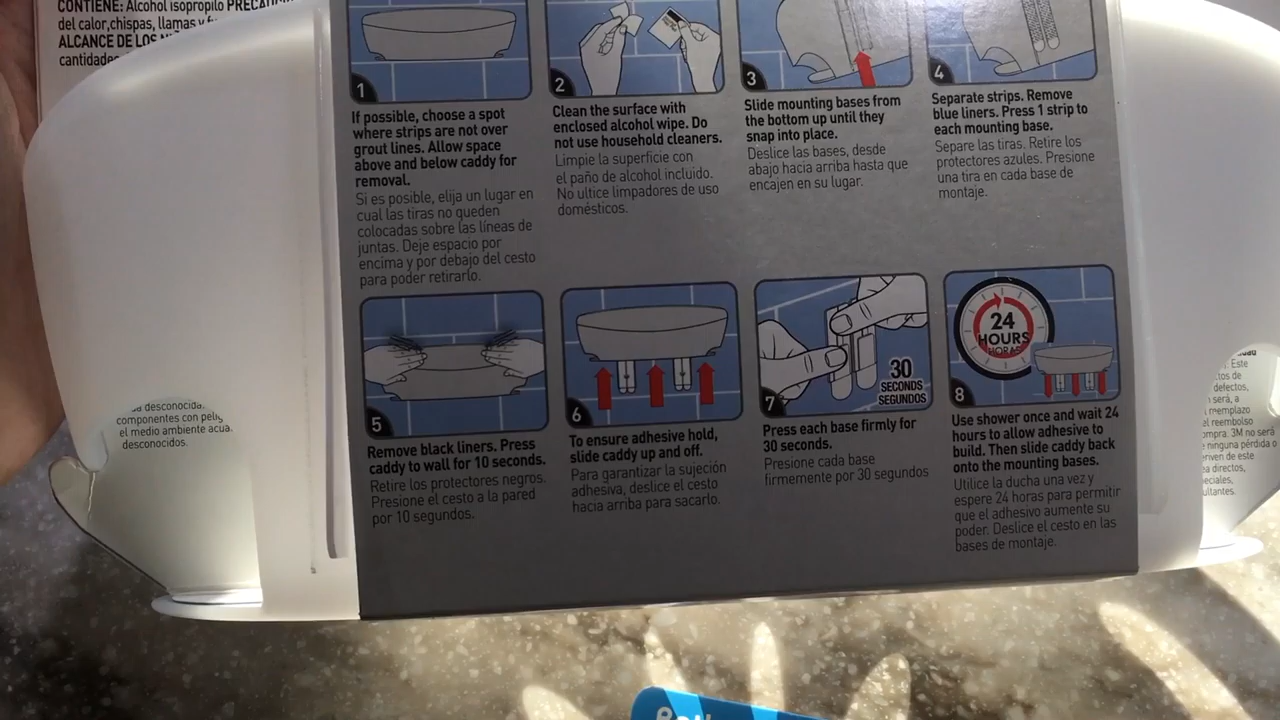 CONTIENE: Alcohol isopropilo
del calor,chispas, llamas y
ALCANCE DE LOS
1
If possible, choose a spot
where strips are not over
grout lines. Allow space
above and below caddy for
removal.
Si es posible, elija un lugar en
cual las tiras no queden
colocadas sobre las líneas de
juntas. Deje espacio por
encima y por debajo del cesto
para poder retirarlo.
2
Clean the surface with
enclosed alcohol wipe. Do
not use household cleaners.
Limpie la superficie con
el paño de alcohol incluido.
No ultice limpadores de uso
domésticos.
3
Slide mounting bases from
the bottom up until they
snap into place.
Deslice las bases, desde
abajo hacia arriba hasta que
encajen en su lugar.
4
Separate strips. Remove
blue liners. Press 1 strip to
each mounting base.
Separe las tiras. Retire los
protectores azules. Presione
una tira en cada base de
montaje.
5
Remove black liners. Press
caddy to wall for 10 seconds.
Retire los protectores negros.
Presione el cesto a la pared
por 10 segundos.
6
To ensure adhesive hold,
slide caddy up and off.
Para garantizar la sujeción
adhesiva, deslice el cesto
hacia arriba para sacarlo.
30
SECONDS
SEGUNDOS
7
Press each base firmly for
30 seconds.
Presione cada base
firmemente por 30 segundos
24
HOURS
HORAS
8
Use shower once and wait 24
hours to allow adhesive to
build. Then slide caddy back
onto the mounting bases.
Utilice la ducha una vez y
espere 24 horas para permitir
que el adhesivo aumente su
poder. Deslice el cesto en las
bases de montaje.
desconocida.
componentes con
el medio ambiente acua.
desconocidos.
Este
de
defectos,
será, a
reemplazo
el reembolso
3M no será
ninguna pérdida o
de este
directos,